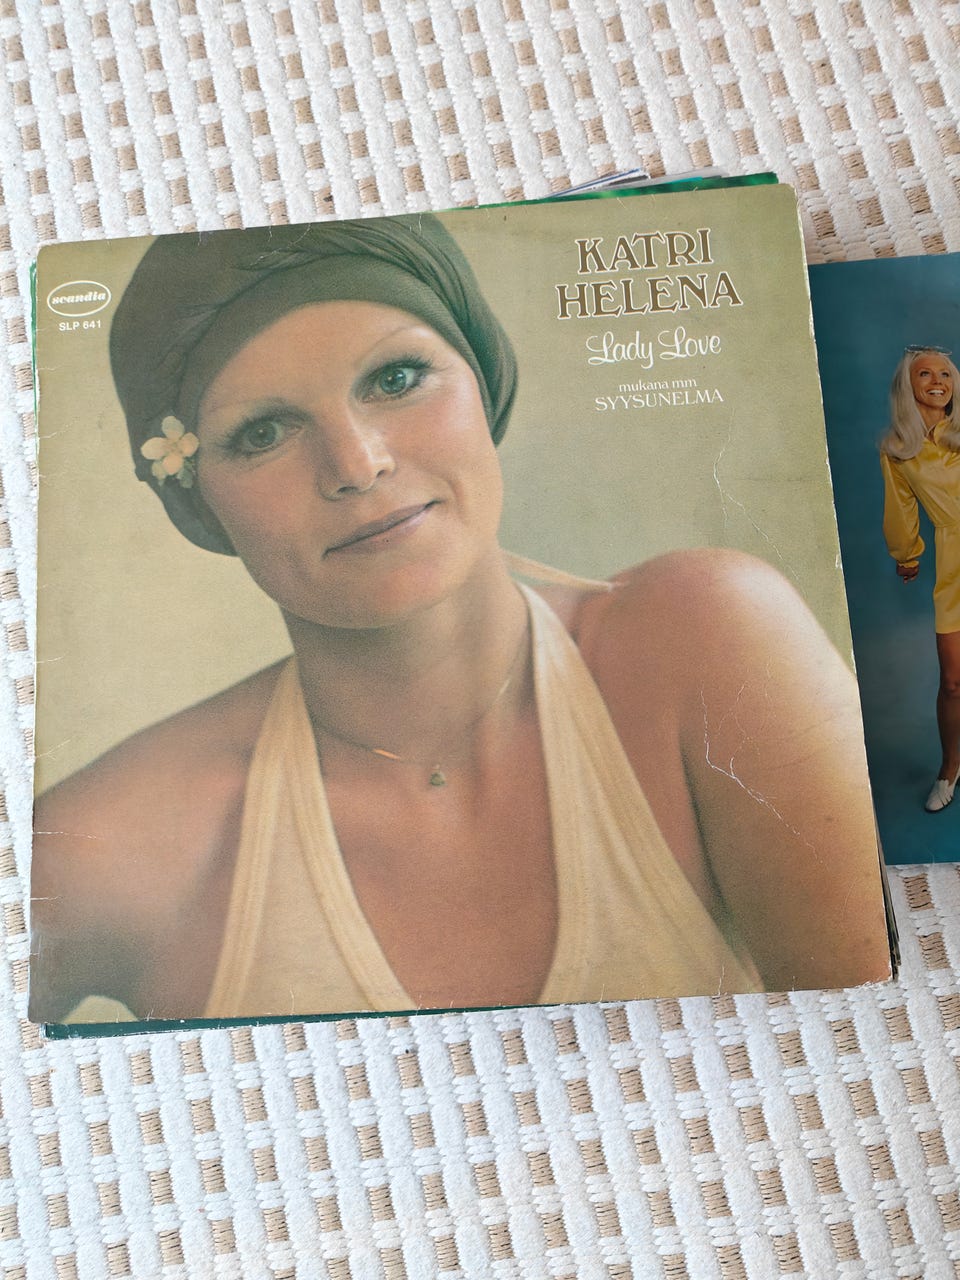 scandia
SLP 641
KATRI
HELENA
Lady Love
mukana mm
SYYSUNELMA